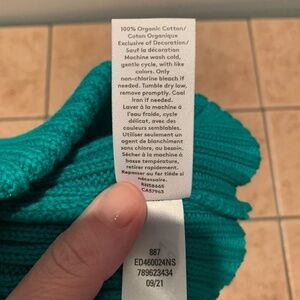 100% Organic Cotton/
Coton Organique
Exclusive of Decoration/
Sauf la décoration
Machine wash cold,
gentle cycle, with like
colors. Only
non-chlorine bleach if
needed. Tumble dry low,
remove promptly. Cool
iron if needed.
Laver à la machine à
l'eau froide, cycle
délicat, avec des
couleurs semblables.
Utiliser seulement un
agent de blanchiment
sans chlore, au besoin.
Sécher à la machine à
basse température,
retirer rapidement.
Repasser au fer tiède si
nécessaire.
RN58665
CA57963
887
ED460024NS
789623434
09/21